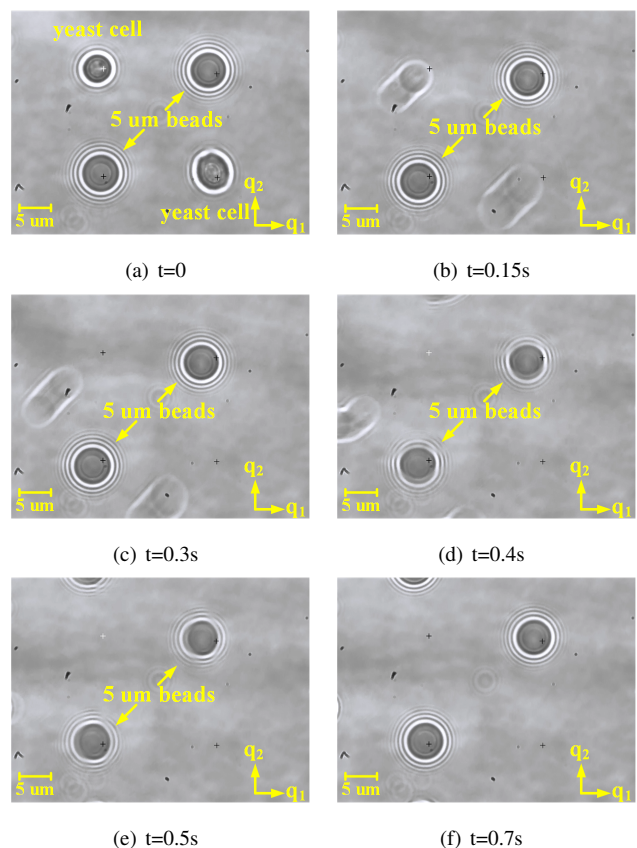 yeast cell
5 um beads
yeast cell
5 um
q2
q1
(a) t=0
5 um beads
5 um
q2
q1
(b) t=0.15s
5 um beads
5 um
q2
q1
(c) t=0.3s
5 um beads
5 um
q2
q1
(d) t=0.4s
5 um beads
5 um
q2
q1
(e) t=0.5s
5 um
q2
q1
(f) t=0.7s